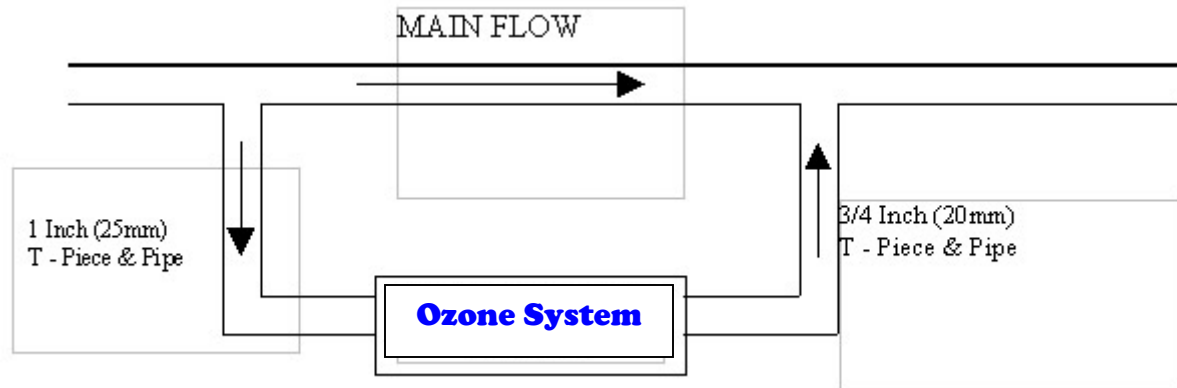 MAIN FLOW
1 Inch (25mm)
T - Piece & Pipe
3/4 Inch (20mm)
T - Piece & Pipe
Ozone System